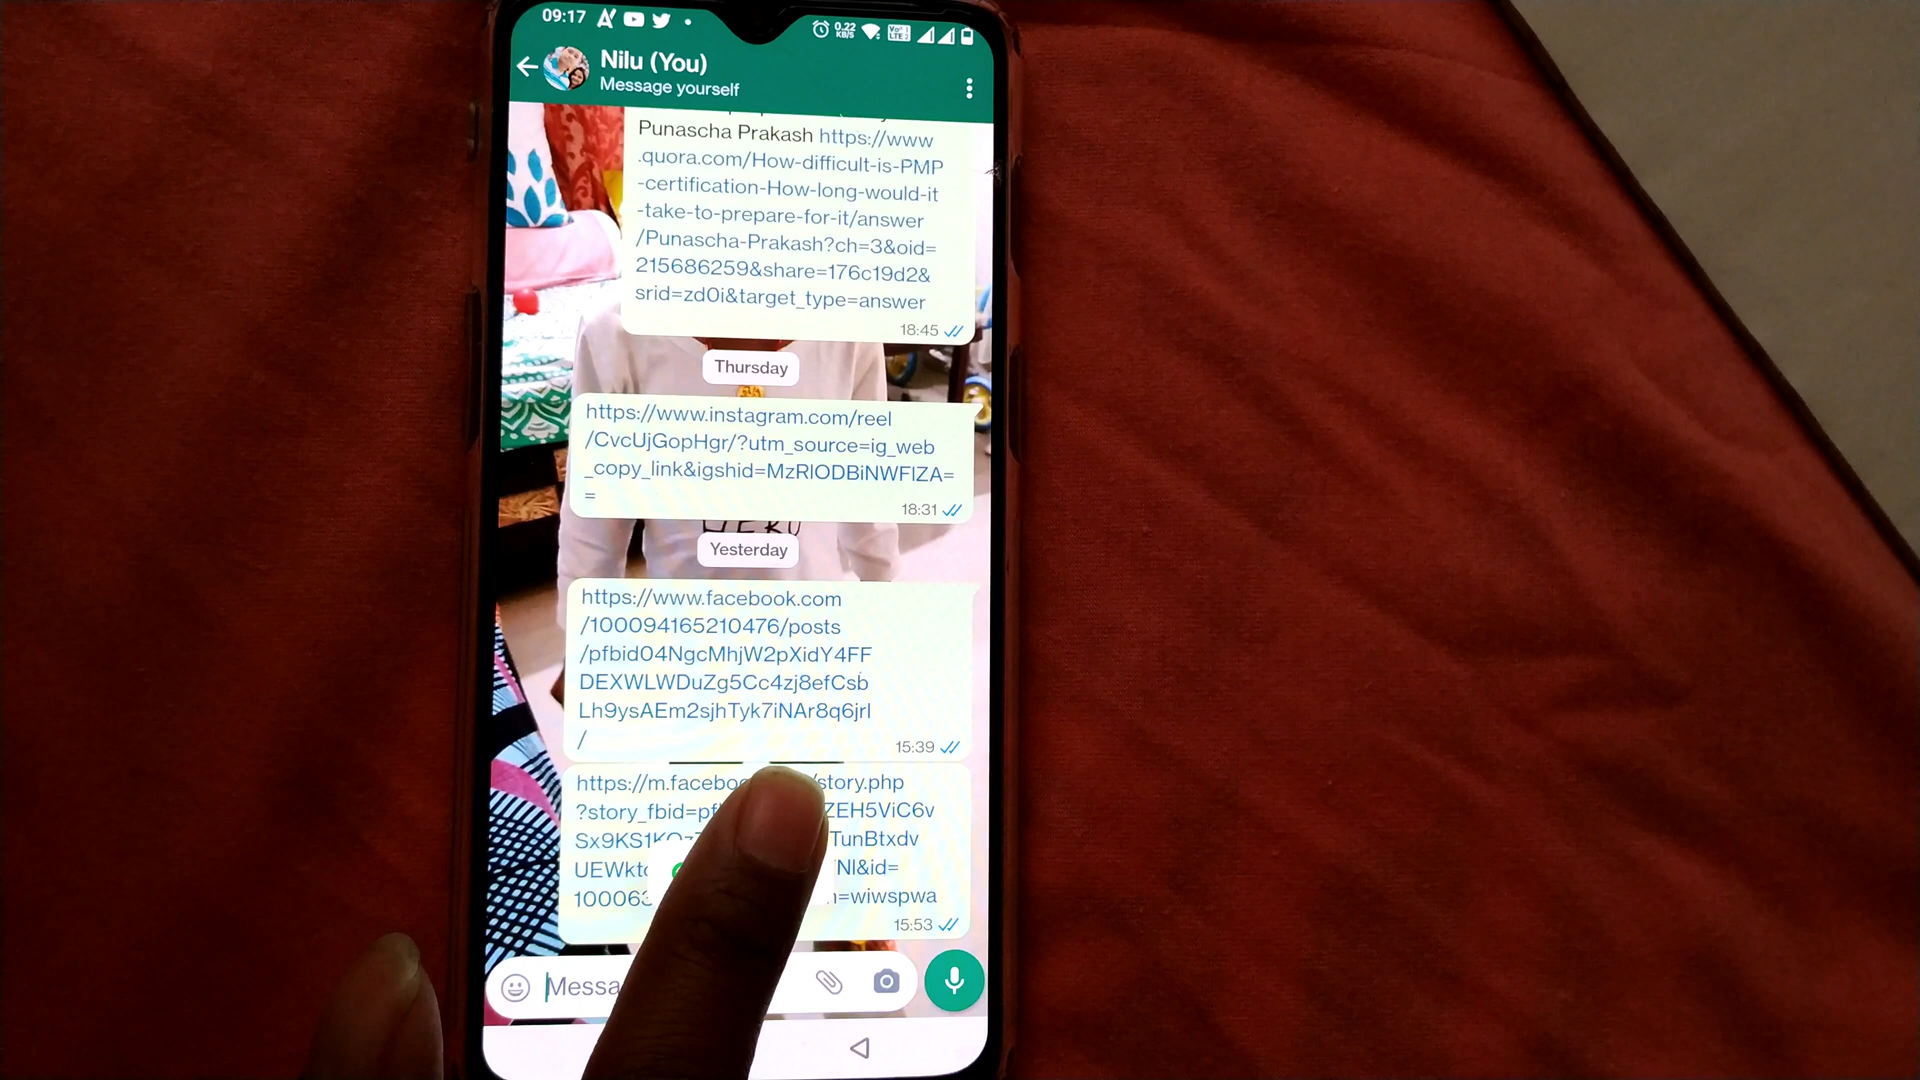 09:17
0.22
KB/S
Nilu (You)
Message yourself
Punascha Prakash https://www
.quora.com/How-difficult-is-PMP
-certification-How-long-would-it
-take-to-prepare-for-it/answer
/Punascha-Prakash?ch=3&oid=
215686259&share=176c19d2&
srid=zd0i&target_type=answer
18:45
Thursday
https://www.instagram.com/reel
/CvcUjGopHgr/?utm_source=ig_web
_copy_link&igshid=MzRlODBiNWFlZA=
=
18:31
Yesterday
https://www.facebook.com
/100094165210476/posts
/pfbid04NgcMhjW2pXidY4FF
DEXWLWDuZg5Cc4zj8efCsb
Lh9ysAEm2sjhTyk7iNAr8q6jrl
/
15:39
https://m.facebo /story.php
?story_fbid=pf ZEH5ViC6v
Sx9KS1K TunBtxdv
UEWkt Nl&id=
10006 =wiwspwa
15:53
Messa